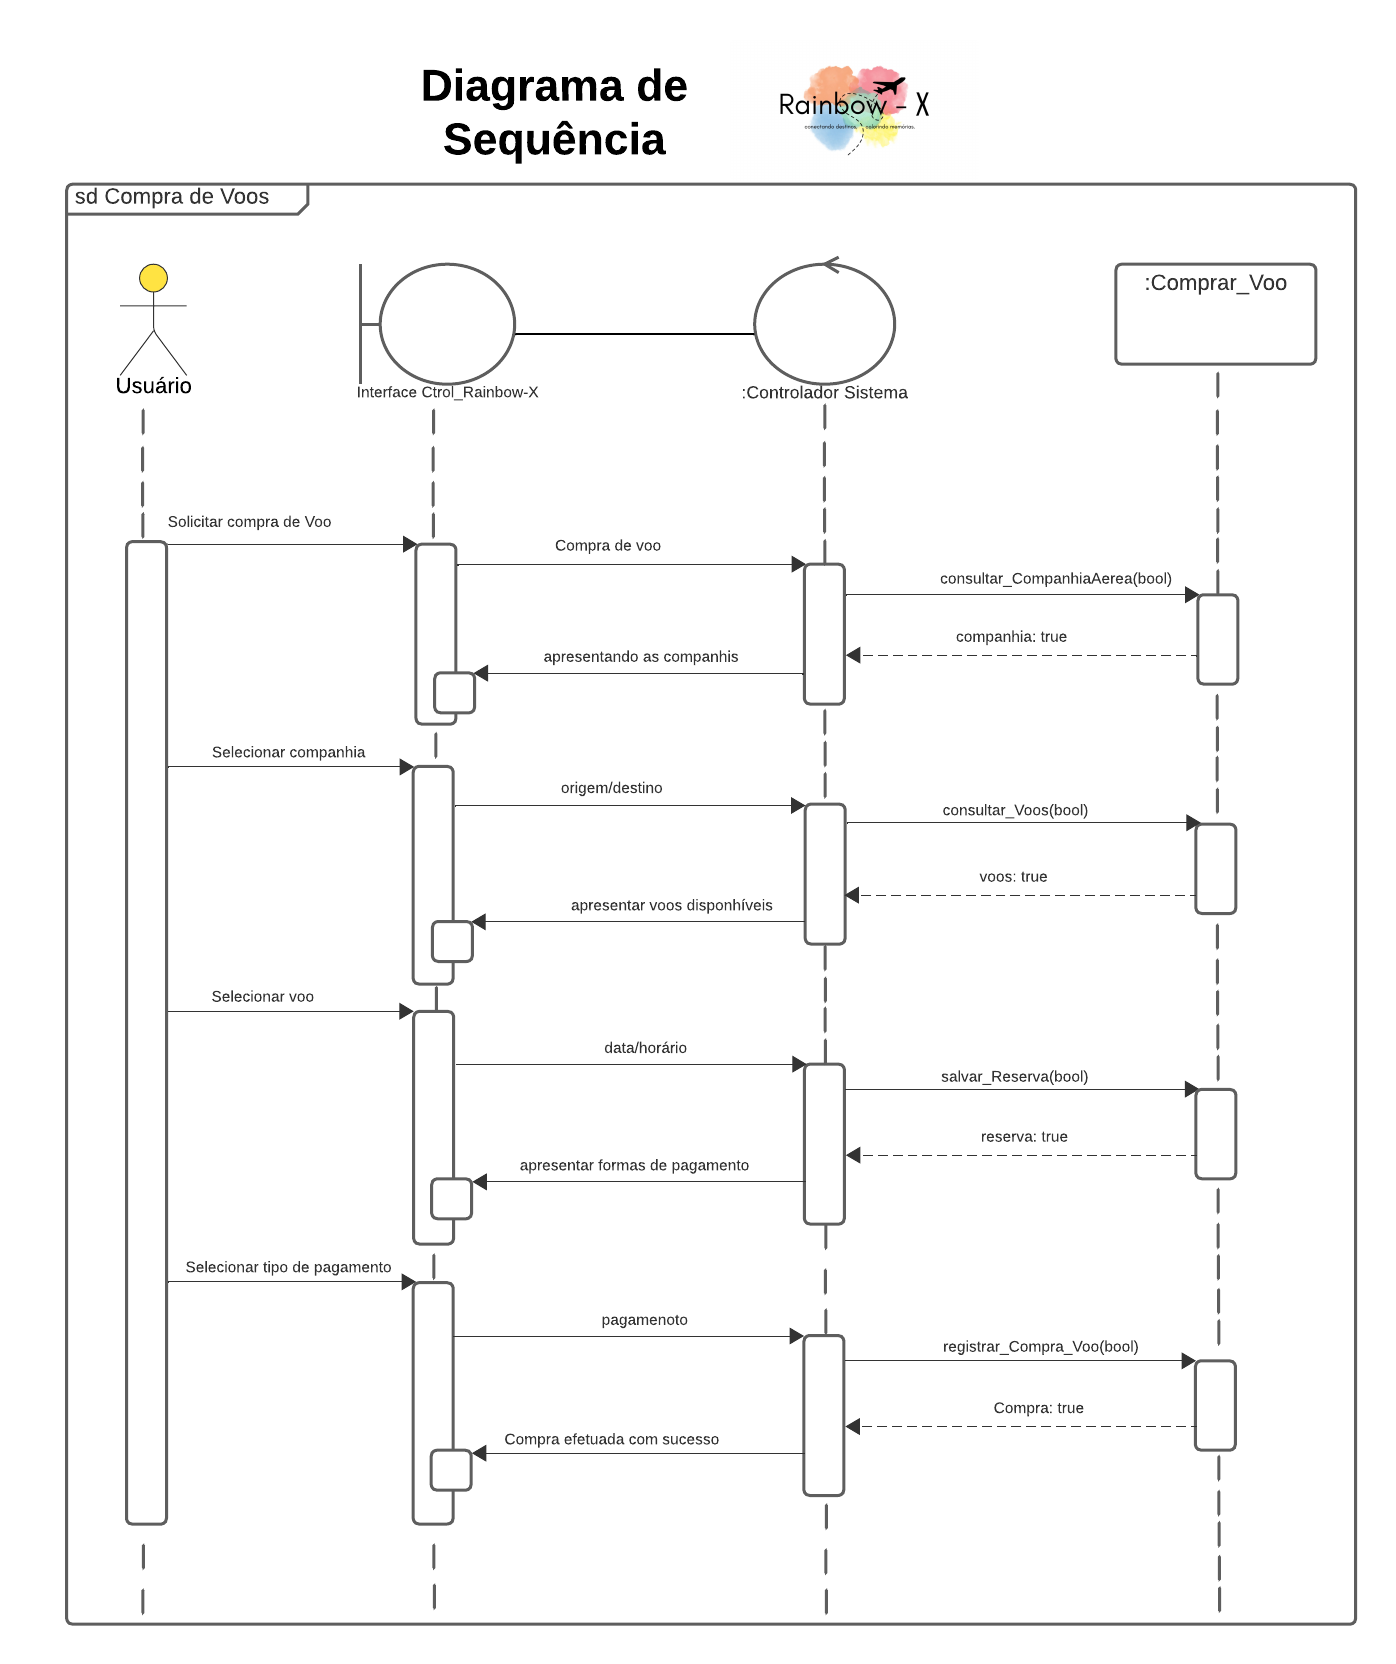 Diagrama de
Sequência
Rainbow - X
conectando destinos, colorindo memórias.
sd Compra de Voos
Usuário
Interface Ctrol_Rainbow-X
:Controlador Sistema
:Comprar_Voo
Solicitar compra de Voo
Compra de voo
consultar_CompanhiaAerea(bool)
companhia: true
apresentando as companhis
Selecionar companhia
origem/destino
consultar_Voos(bool)
voos: true
apresentar voos disponhíveis
Selecionar voo
data/horário
salvar_Reserva(bool)
reserva: true
apresentar formas de pagamento
Selecionar tipo de pagamento
pagamenoto
registrar_Compra_Voo(bool)
Compra: true
Compra efetuada com sucesso